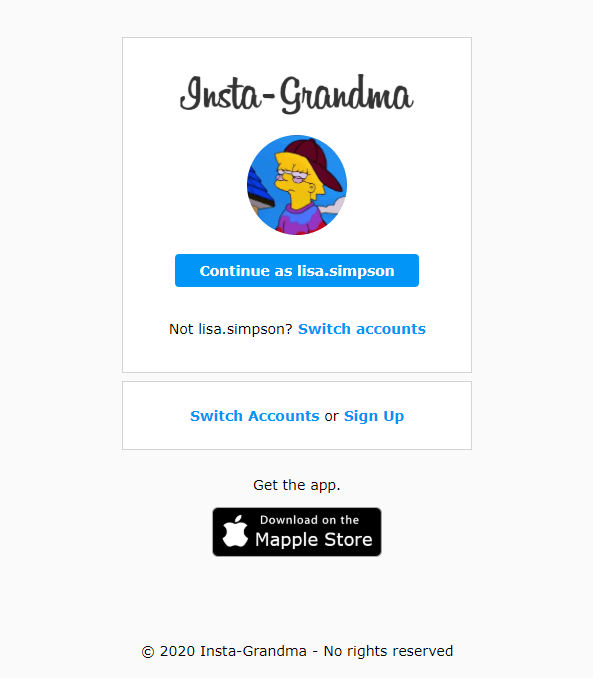 Insta-Grandma
Continue as lisa.simpson
Not lisa.simpson? Switch accounts
Switch Accounts or Sign Up
Get the app.
Download on the
Mapple Store
© 2020 Insta-Grandma - No rights reserved